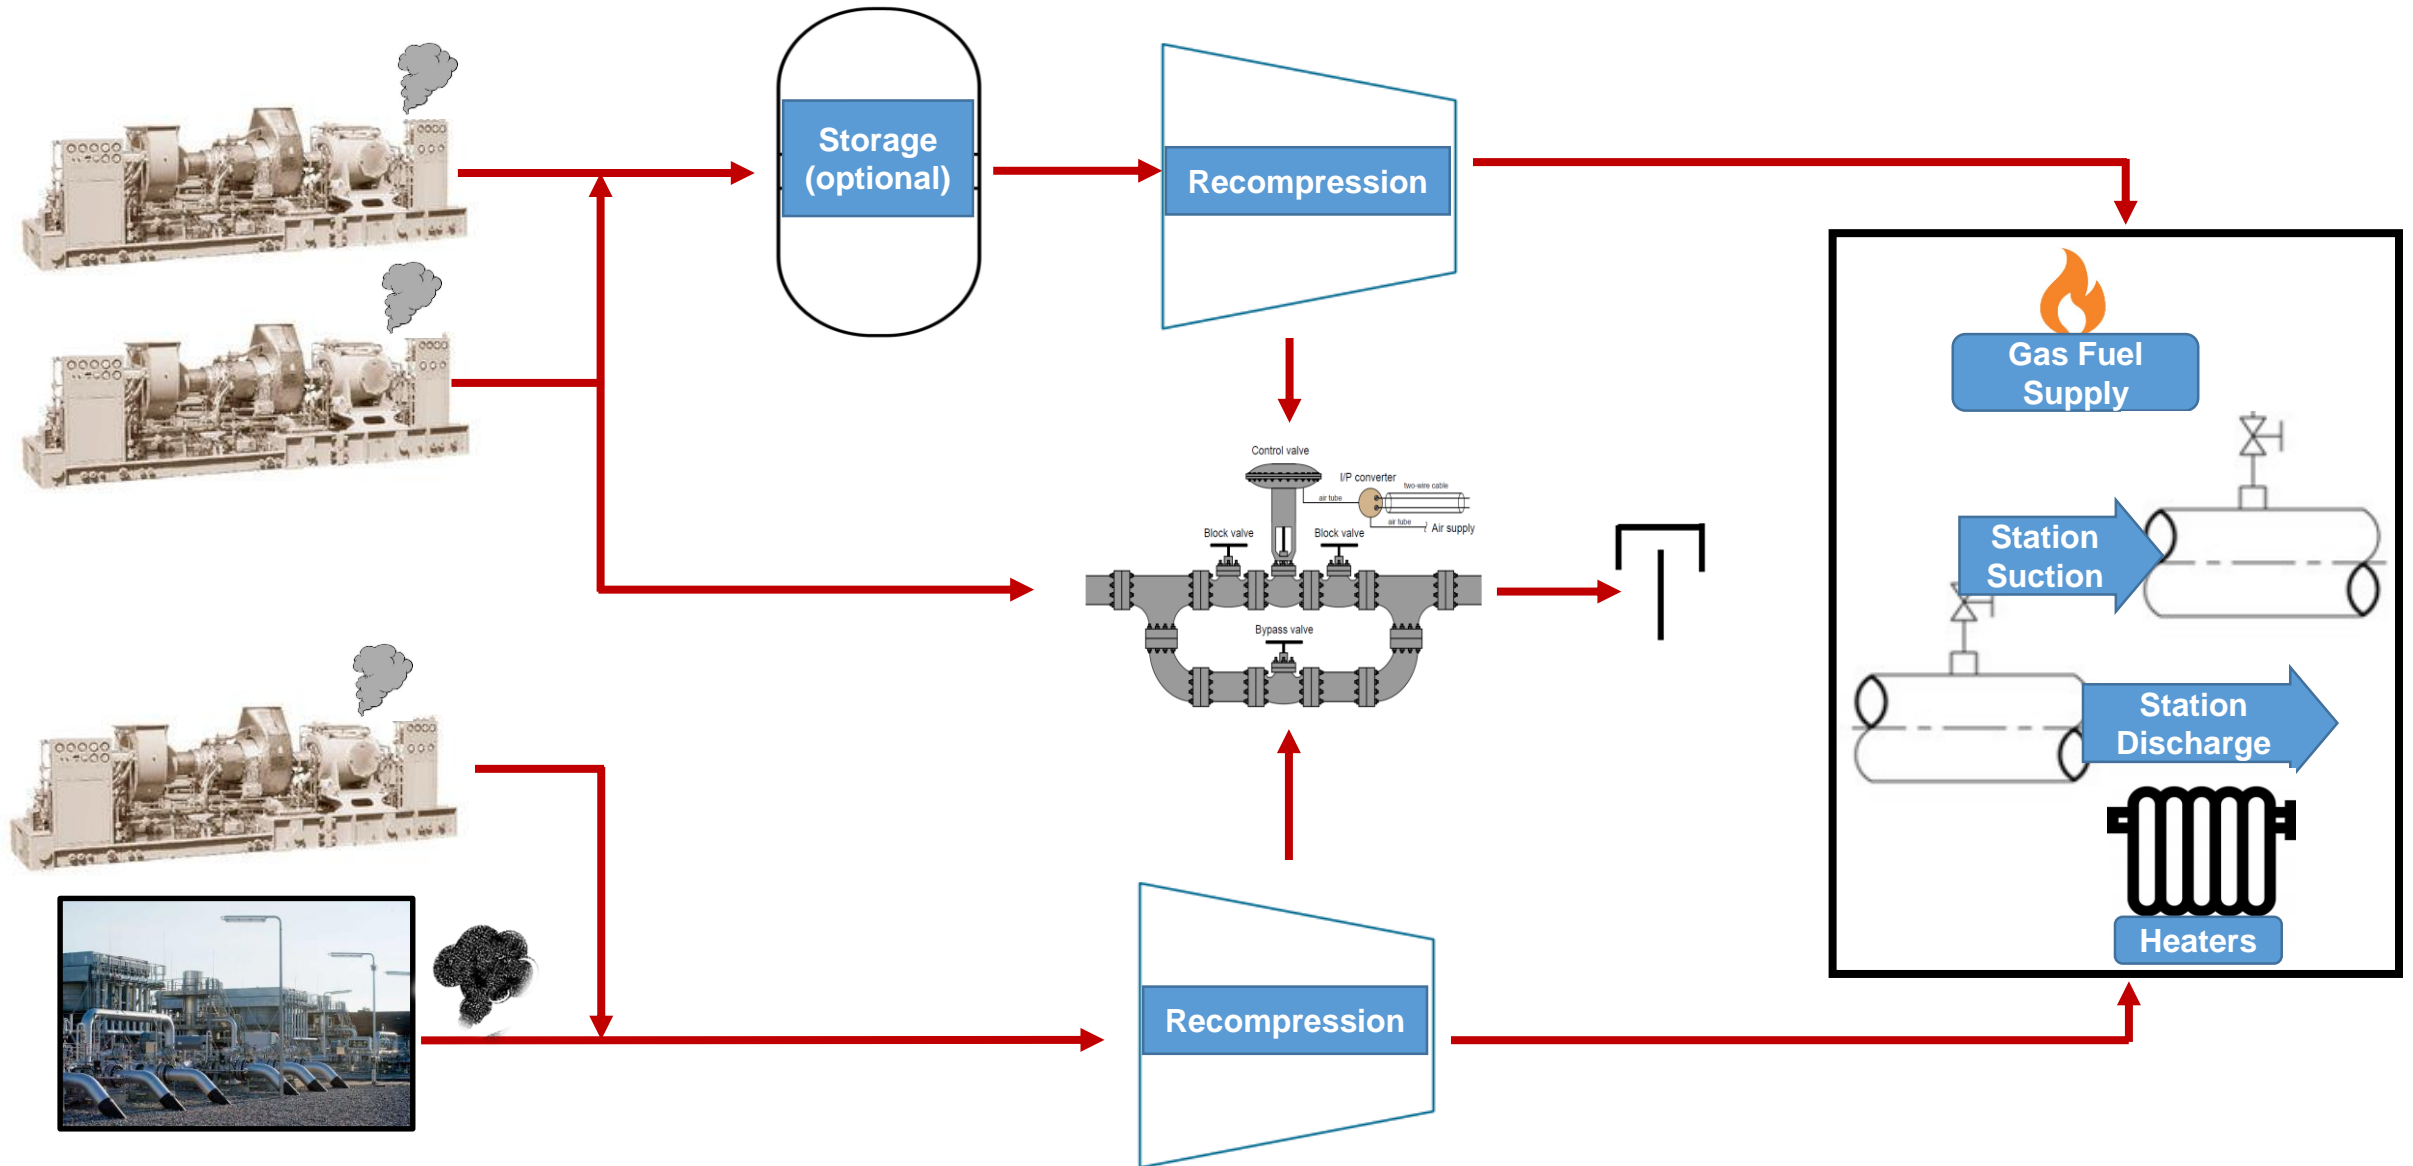 Storage
(optional)
Recompression
Gas Fuel
Supply
Control valve
I/P converter
two-wire cable
air tube
air tube
Air supply
Block valve
Block valve
Station
Suction
Bypass valve
Station
Discharge
Heaters
Recompression